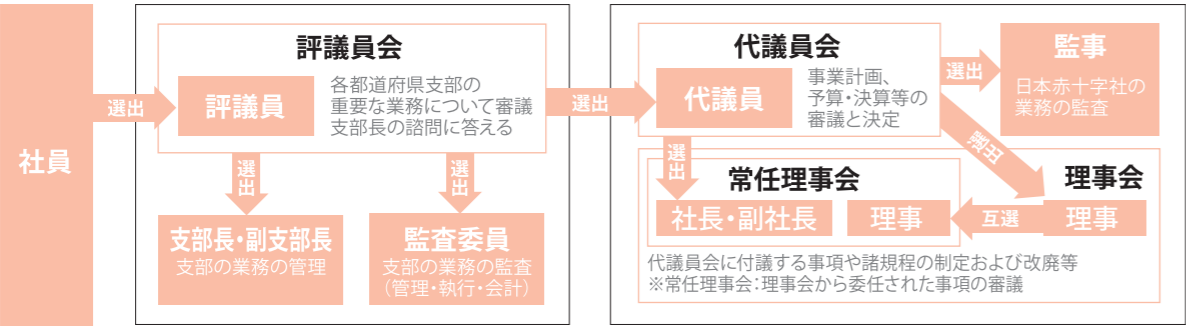 社員
選出
評議員会
評議員
各都道府県支部の
重要な業務について審議
支部長の諮問に答える
選出
選出
支部長・副支部長
支部の業務の管理
監査委員
支部の業務の監査
(管理・執行・会計)
選出
代議員会
代議員
事業計画、
予算・決算等の
審議と決定
選出
監事
日本赤十字社の
業務の監査
選出
選出
常任理事会
社長・副社長
理事
互選
理事会
理事
代議員会に付議する事項や諸規程の制定および改廃等
※常任理事会:理事会から委任された事項の審議